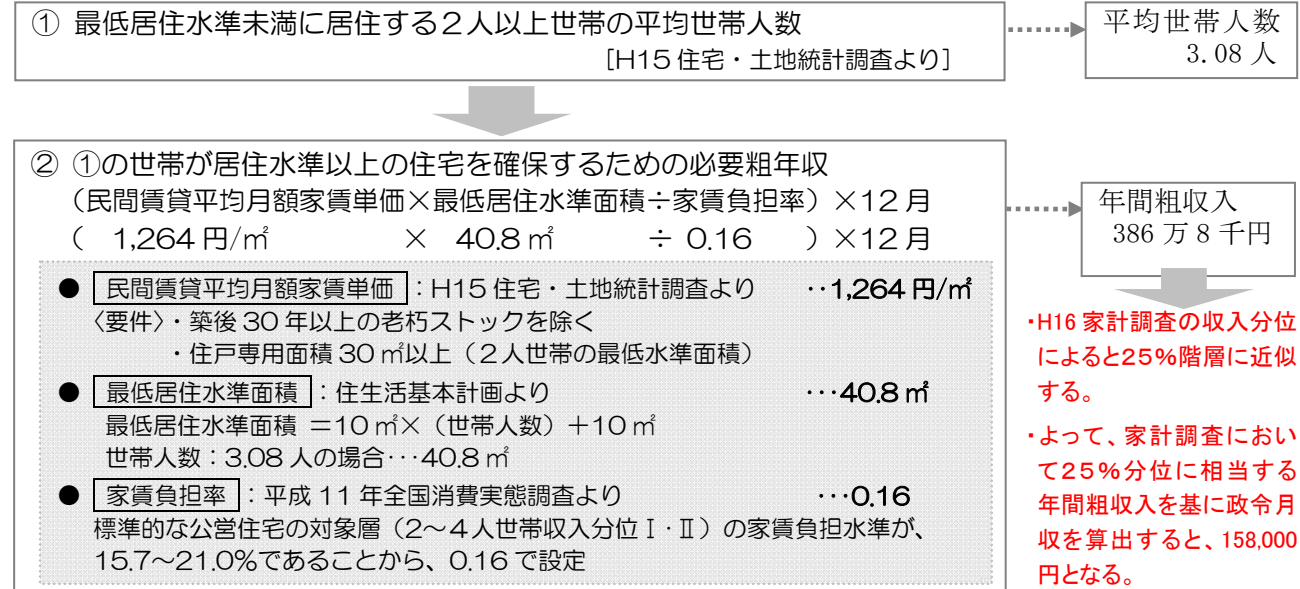 ① 最低居住水準未満に居住する２人以上世帯の平均世帯人数
[H15 住宅・土地統計調査より]
平均世帯人数
3.08 人
② ①の世帯が居住水準以上の住宅を確保するための必要粗年収
（民間賃貸平均月額家賃単価×最低居住水準面積÷家賃負担率）×12 月
（ 1,264 円/㎡ × 40.8 ㎡ ÷ 0.16 ）×12 月
● 民間賃貸平均月額家賃単価：H15 住宅・土地統計調査より ‥1,264 円/㎡
〈要件〉・築後 30 年以上の老朽ストックを除く
・住戸専用面積 30 ㎡以上（２人世帯の最低水準面積）
● 最低居住水準面積：住生活基本計画より …40.8 ㎡
最低居住水準面積 ＝10 ㎡×（世帯人数）＋10 ㎡
世帯人数：3.08 人の場合…40.8 ㎡
● 家賃負担率：平成 11 年全国消費実態調査より …0.16
標準的な公営住宅の対象層（2～4 人世帯収入分位Ⅰ・Ⅱ）の家賃負担水準が、
15.7～21.0%であることから、0.16 で設定
年間粗収入
386 万 8 千円
・H16 家計調査の収入分位
によると25％階層に近似
する。
・よって、家計調査におい
て25％分位に相当する
年間粗収入を基に政令月
収を算出すると、158,000
円となる。